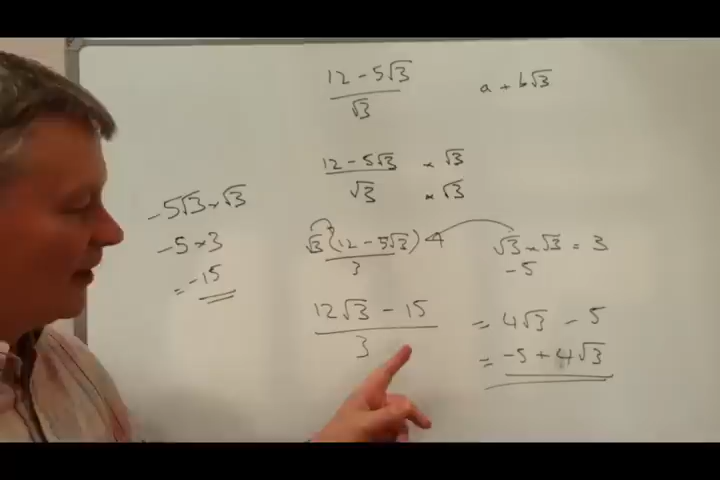 12 - 5√3
√3
a + b√3
12 - 5√3 × √3
√3 × √3
-5√3 × √3
-5 × 3
= -15
√3 (12 - 5√3)
3
√3 × √3 = 3
-5
12√3 - 15
3
= 4√3 - 5
= -5 + 4√3